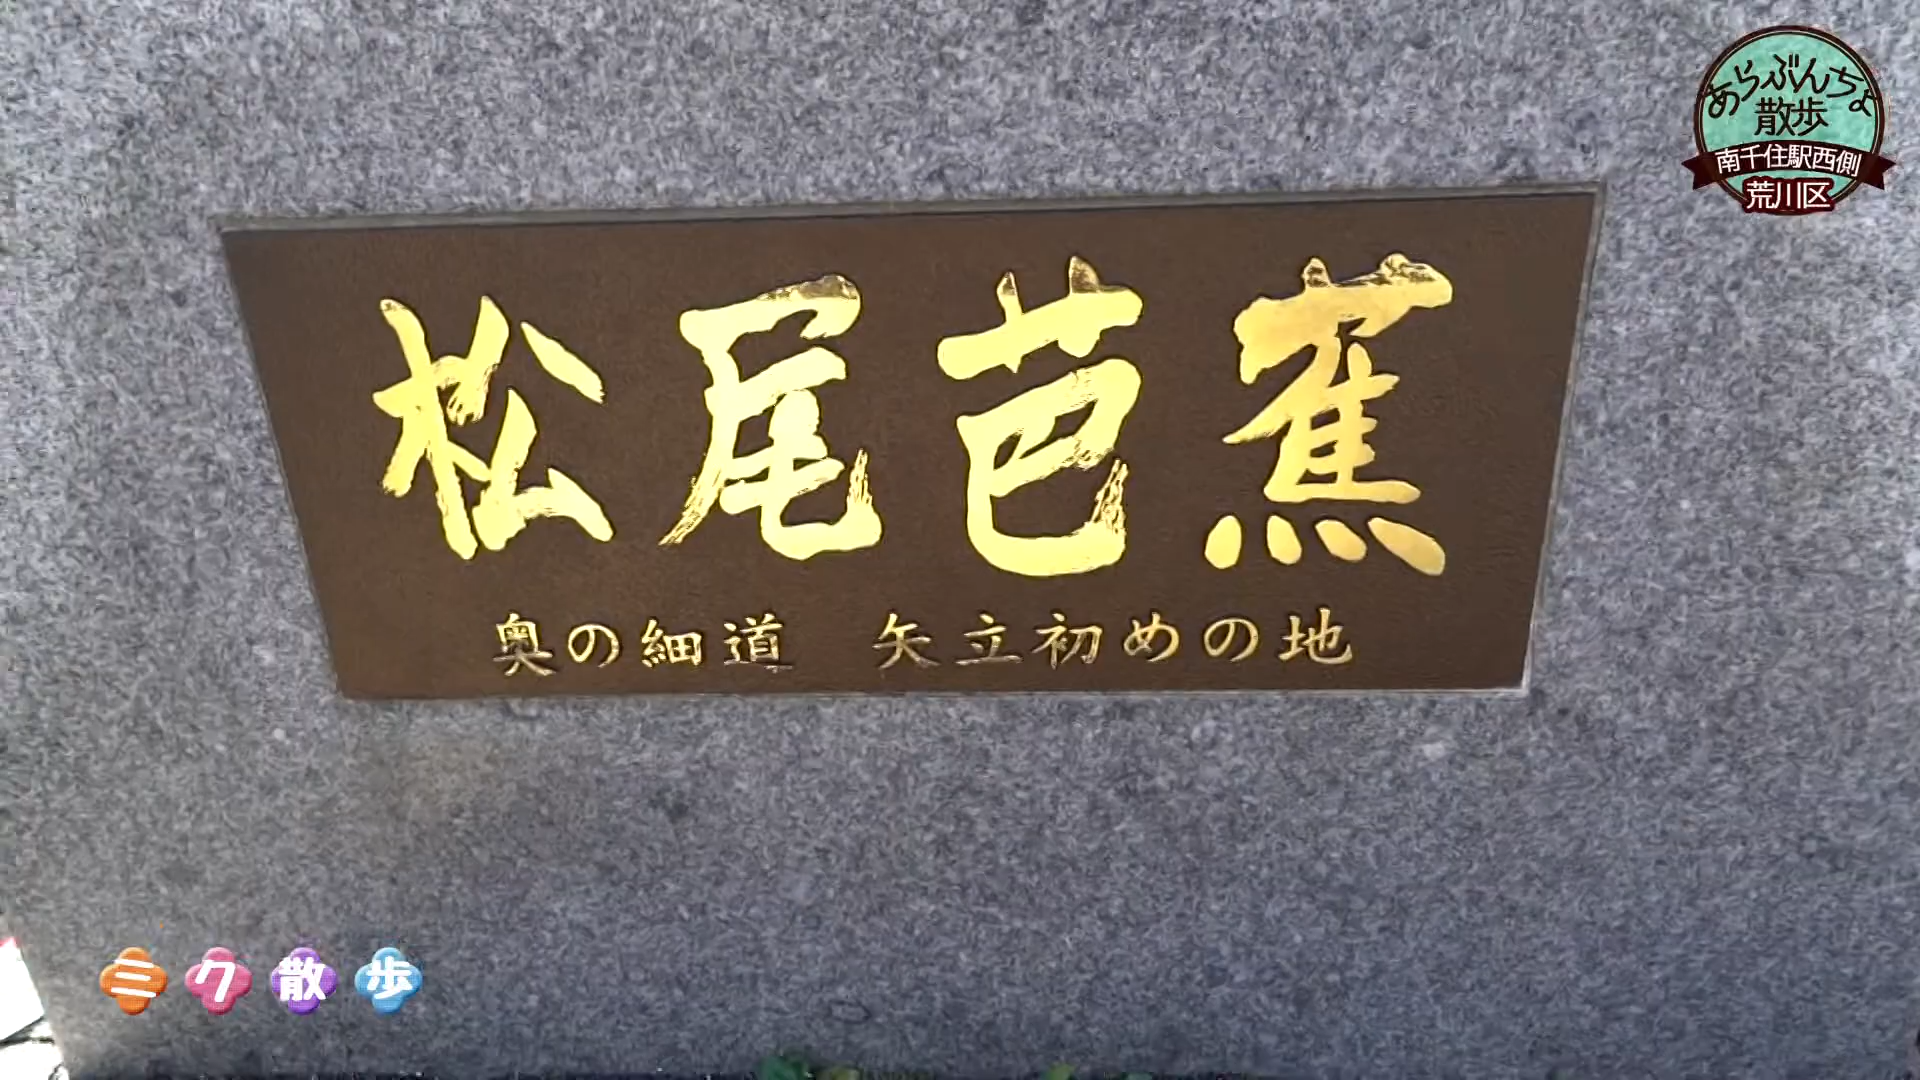 あらぶんちょ
散歩
南千住駅西側
荒川区
松尾芭蕉
奥の細道　矢立初めの地
ミク散歩